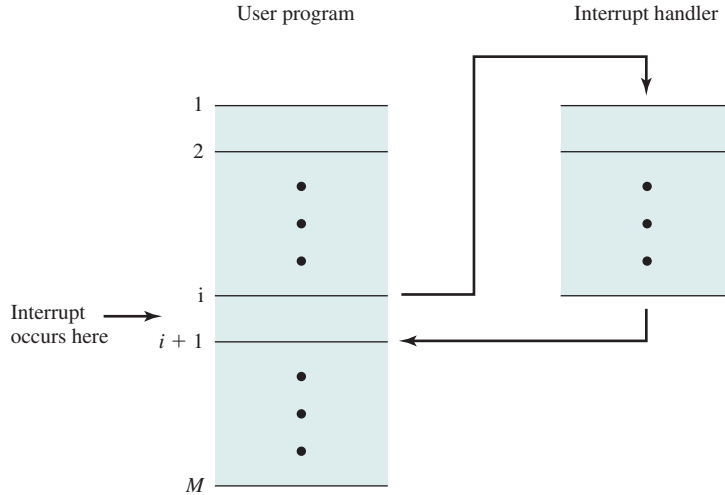 User program
Interrupt handler
1
2
i
Interrupt
occurs here
i + 1
M